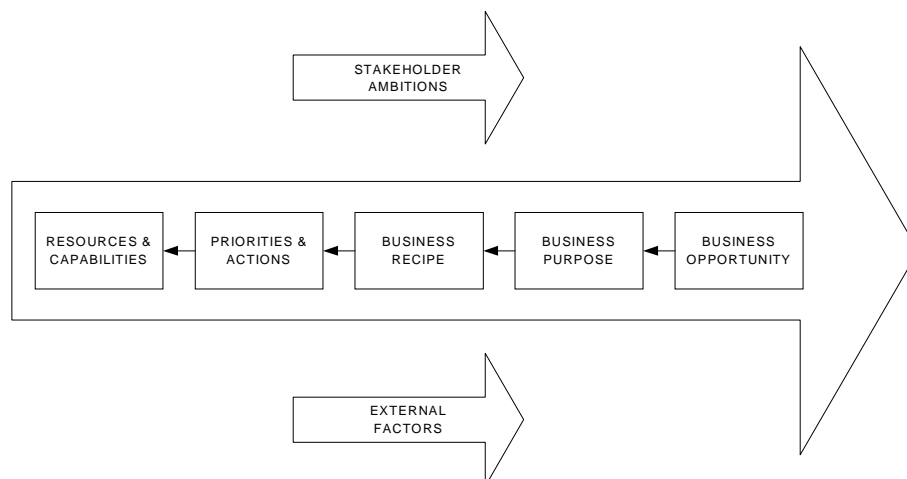 STAKEHOLDER
AMBITIONS
RESOURCES &
CAPABILITIES
PRIORITIES &
ACTIONS
BUSINESS
RECIPE
BUSINESS
PURPOSE
BUSINESS
OPPORTUNITY
EXTERNAL
FACTORS